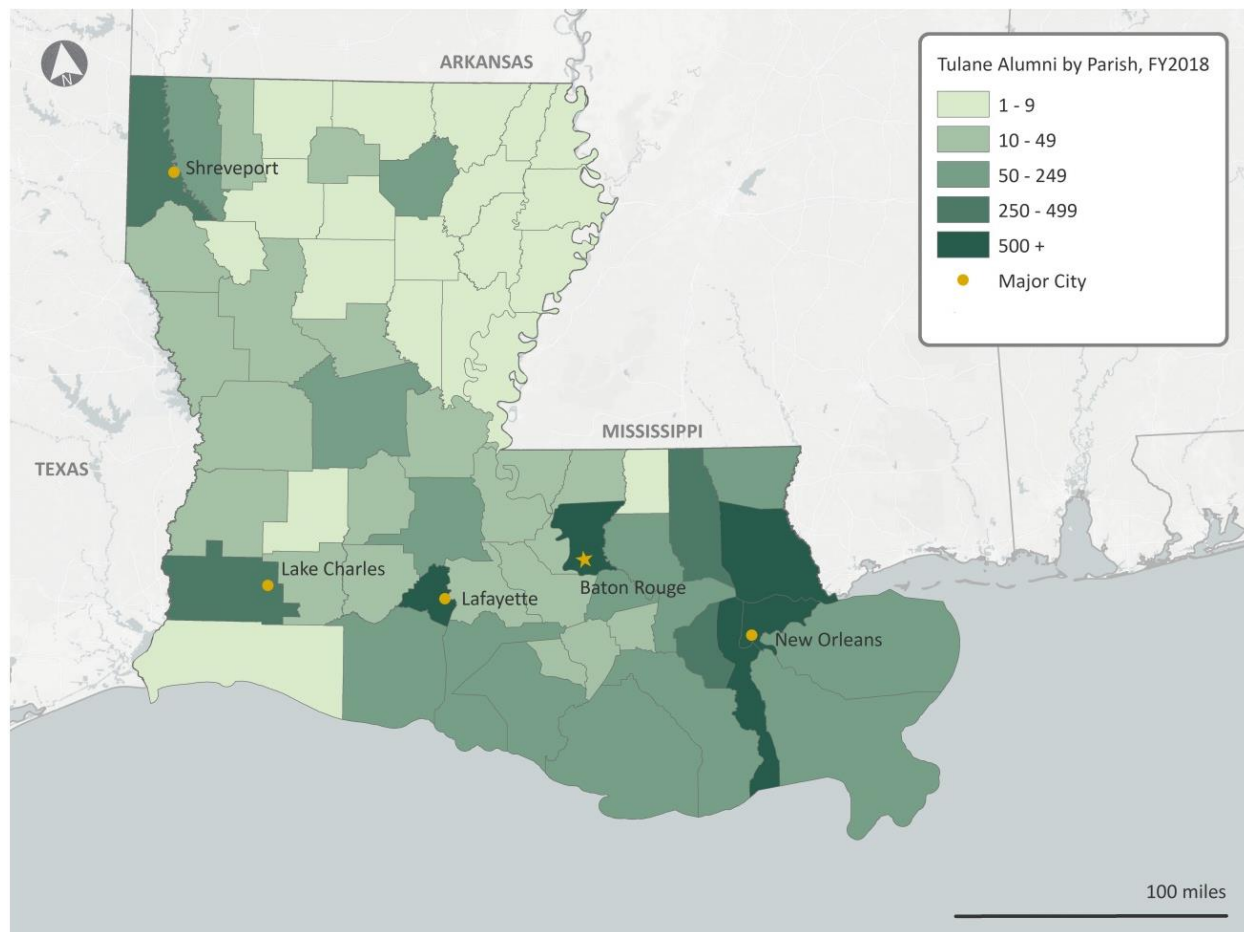 ARKANSAS
Tulane Alumni by Parish, FY2018
1 - 9
10 - 49
50 - 249
250 - 499
500 +
Major City
N
Shreveport
MISSISSIPPI
TEXAS
Lake Charles
Lafayette
Baton Rouge
New Orleans
100 miles